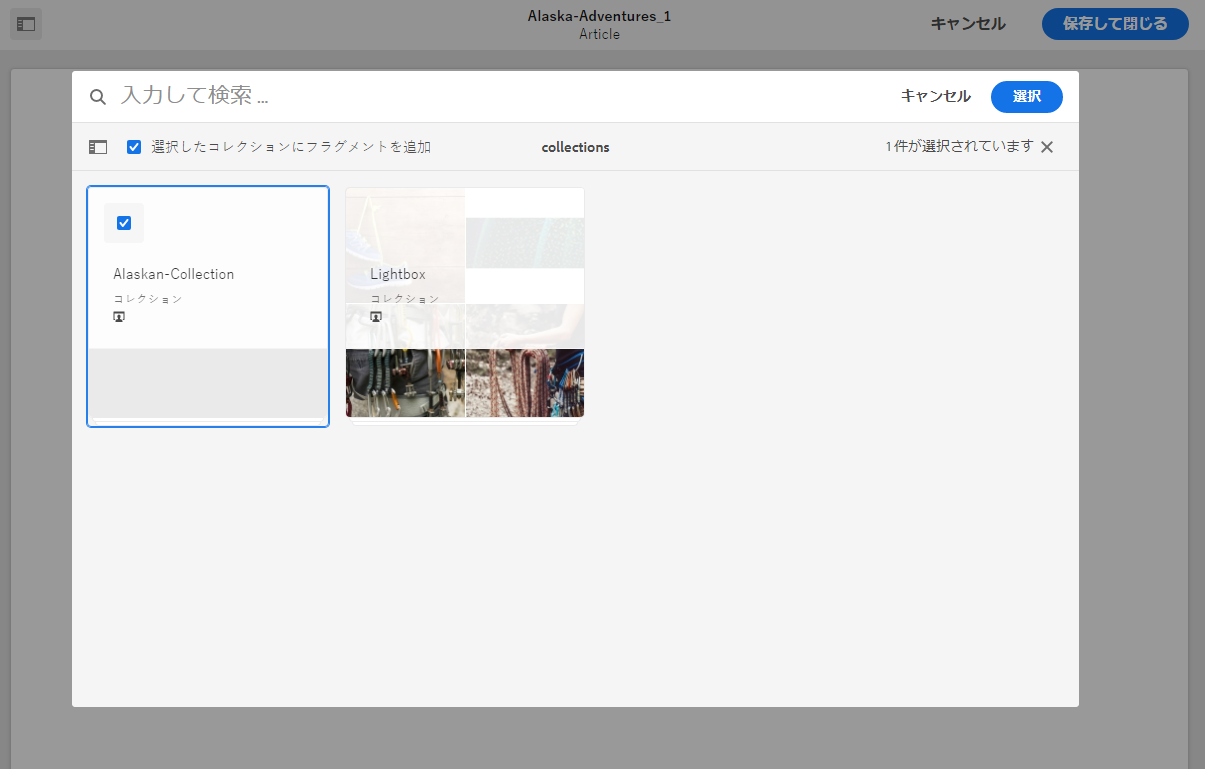 Alaska-Adventures_1
Article
キャンセル
保存して閉じる
入力して検索 ...
キャンセル
選択
選択したコレクションにフラグメントを追加
collections
1件が選択されています
Alaskan-Collection
コレクション
Lightbox
コレクション